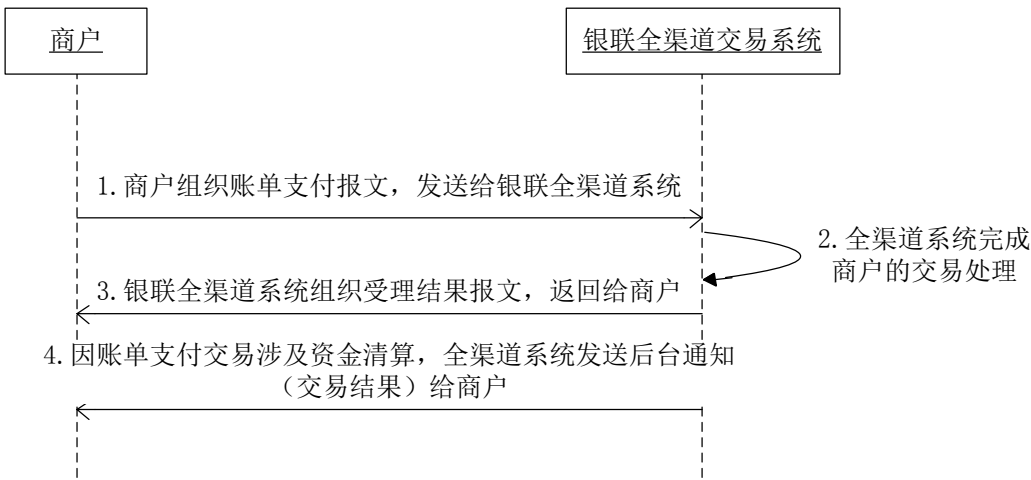 商户
银联全渠道交易系统
1.商户组织账单支付报文，发送给银联全渠道系统
2.全渠道系统完成
商户的交易处理
3.银联全渠道系统组织受理结果报文，返回给商户
4.因账单支付交易涉及资金清算，全渠道系统发送后台通知
（交易结果）给商户